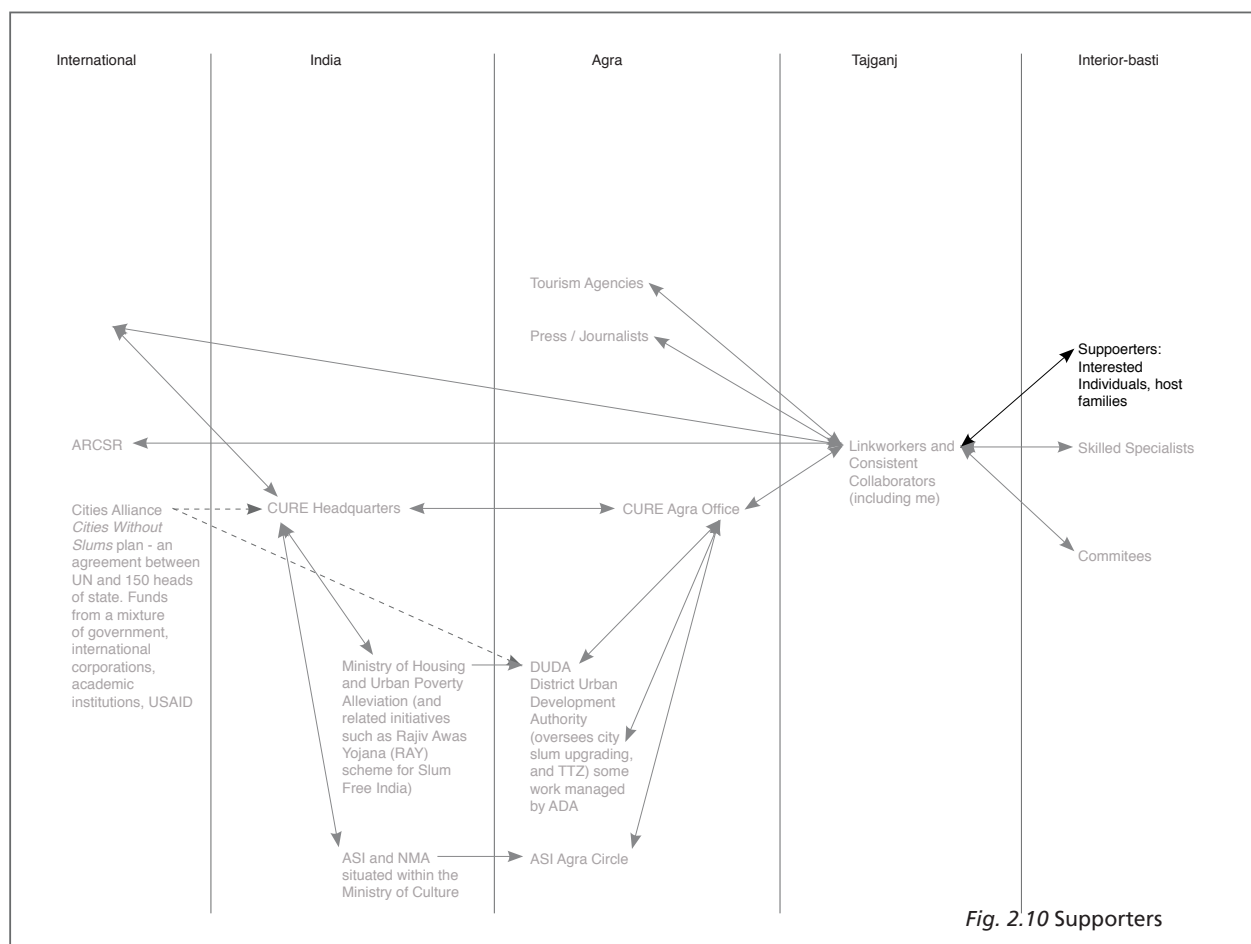 International
India
Agra
Tajganj
Interior-basti
Tourism Agencies
Press / Journalists
Suppoerters:
Interested
Individuals, host
families
ARCSR
Linkworkers and
Consistent
Collaborators
(including me)
Skilled Specialists
Cities Alliance
Cities Without
Slums plan - an
agreement between
UN and 150 heads
of state. Funds
from a mixture
of government,
international
corporations,
academic
institutions, USAID
CURE Headquarters
CURE Agra Office
Commitees
Ministry of Housing
and Urban Poverty
Alleviation (and
related initiatives
such as Rajiv Awas
Yojana (RAY)
scheme for Slum
Free India)
DUDA
District Urban
Development
Authority
(oversees city
slum upgrading,
and TTZ) some
work managed
by ADA
ASI and NMA
situated within the
Ministry of Culture
ASI Agra Circle
Fig. 2.10 Supporters